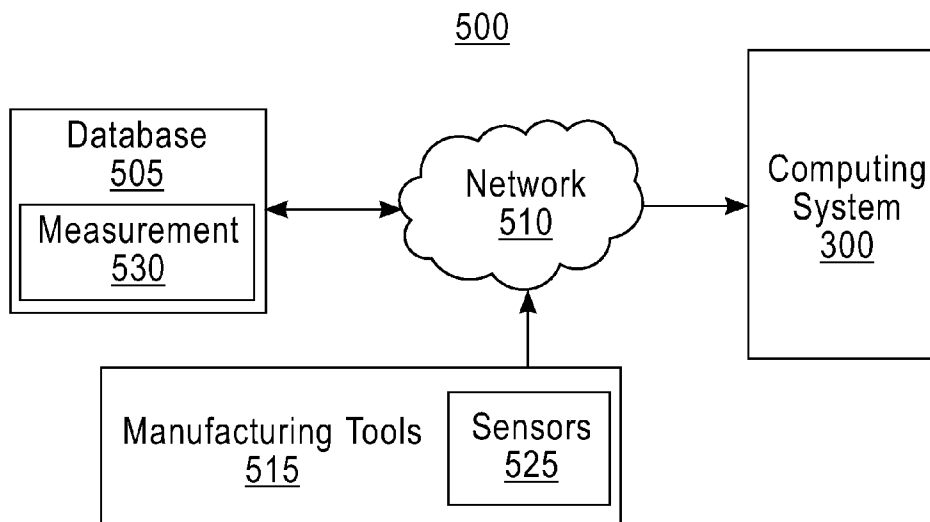 500
Database
505
Measurement
530
Network
510
Computing
System
300
Manufacturing Tools
515
Sensors
525